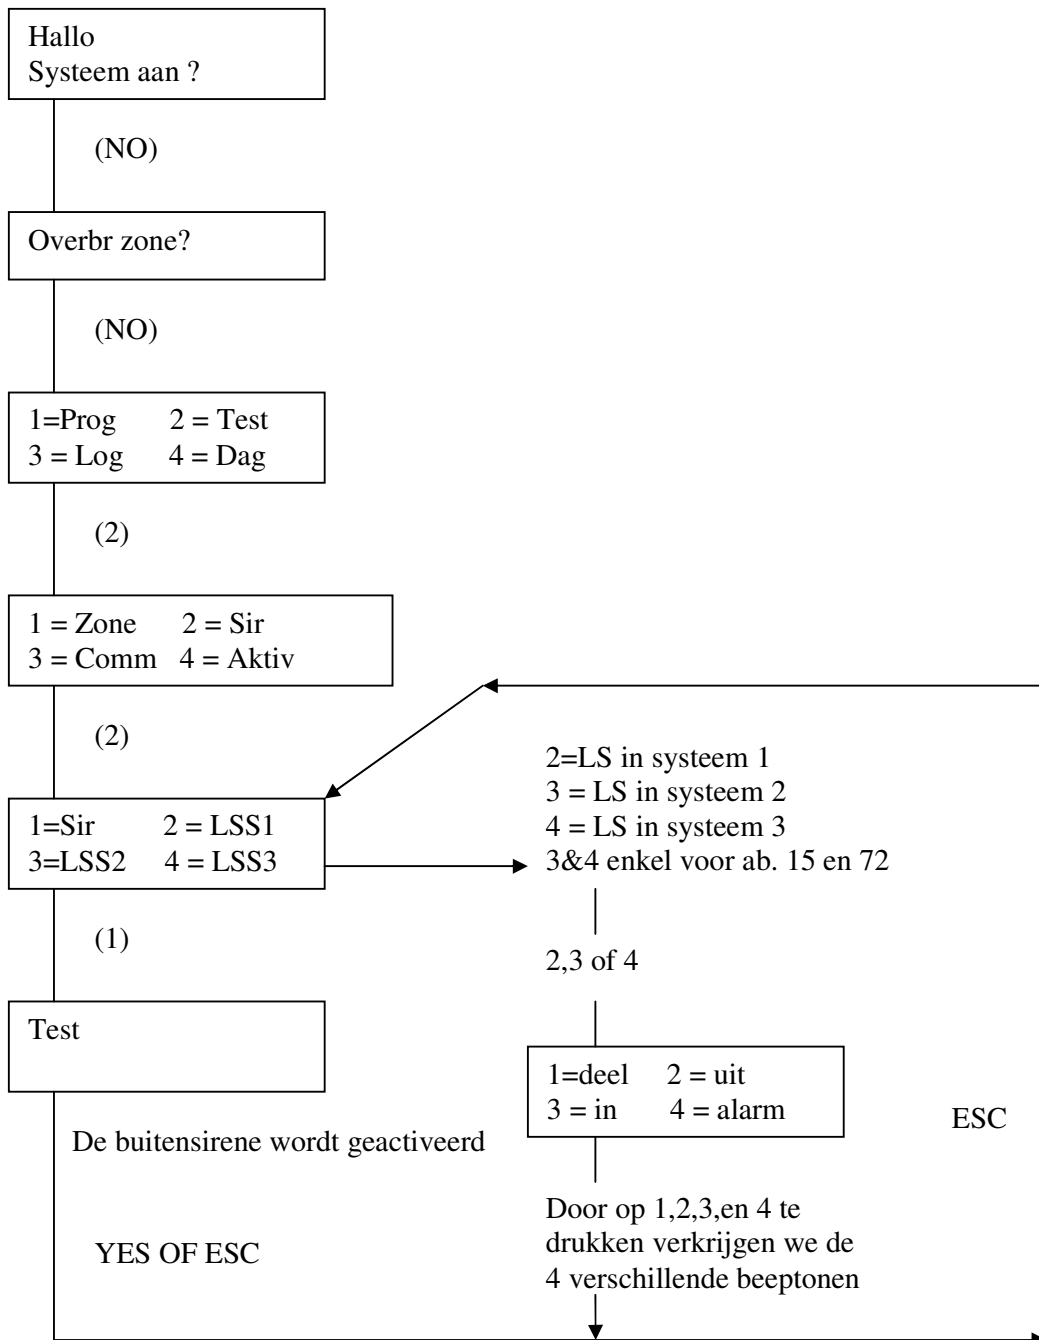 Hallo
Systeem aan ?
(NO)
Overbr zone?
(NO)
1=Prog 2 = Test
3 = Log 4 = Dag
(2)
1 = Zone 2 = Sir
3 = Comm 4 = Aktiv
(2)
1=Sir 2 = LSS1
3=LSS2 4 = LSS3
2=LS in systeem 1
3 = LS in systeem 2
4 = LS in systeem 3
3&4 enkel voor ab. 15 en 72
(1)
2,3 of 4
Test
1=deel 2 = uit
3 = in 4 = alarm
ESC
De buitensirene wordt geactiveerd
Door op 1,2,3,en 4 te
drukken verkrijgen we de
4 verschillende beeptonen
YES OF ESC